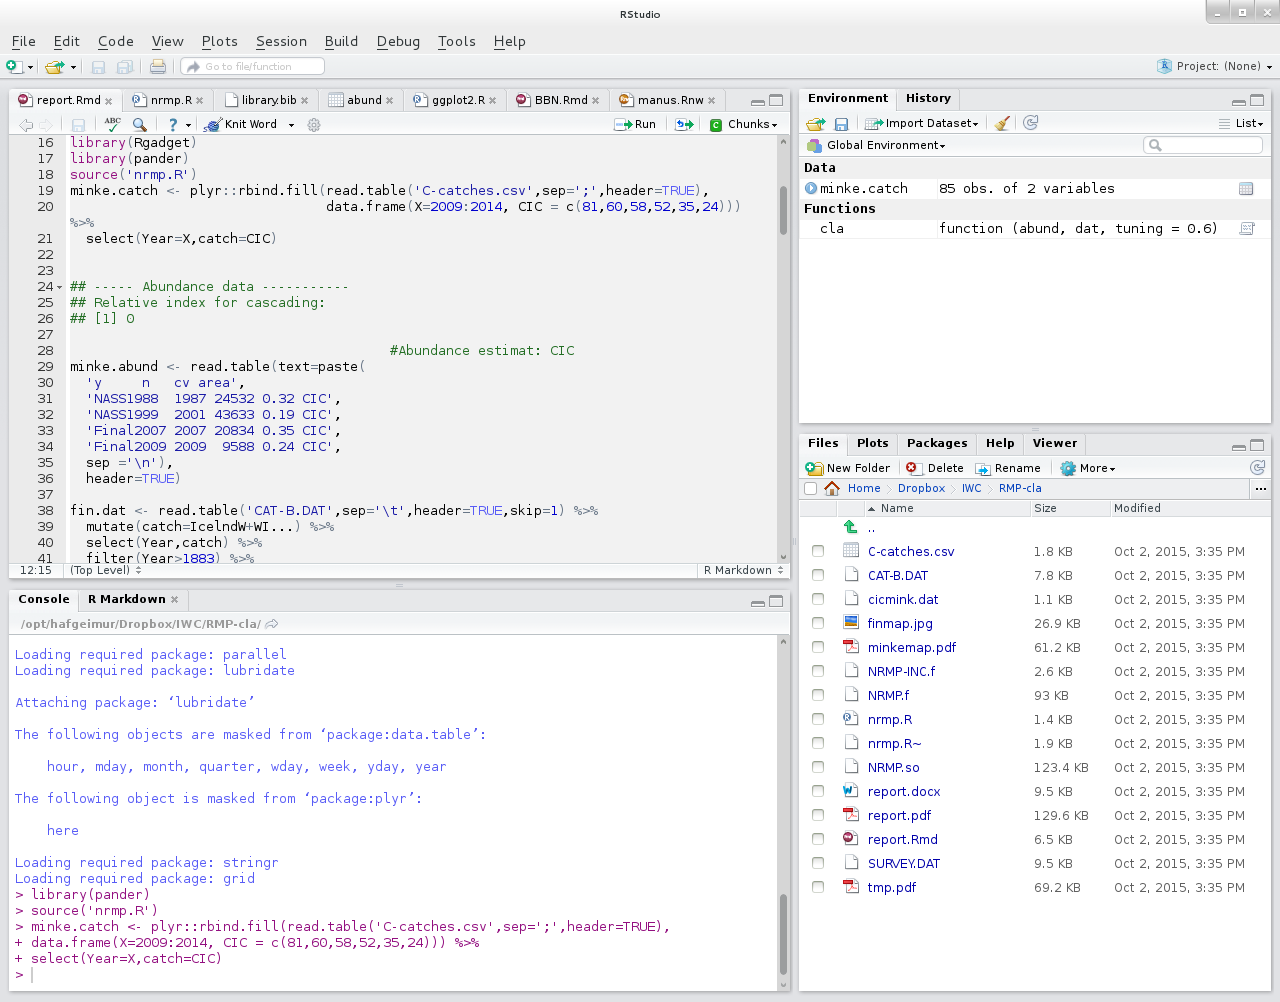 RStudio
File Edit Code View Plots Session Build Debug Tools Help
Go to file/function
Project: (None)
report.Rmd nrmp.R library.bib abund ggplot2.R BBN.Rmd manus.Rnw
ABC ? Knit Word Run Chunks
16 library(Rgadget)
17 library(pander)
18 source('nrmp.R')
19 minke.catch <- plyr::rbind.fill(read.table('C-catches.csv',sep=';',header=TRUE),
20 data.frame(X=2009:2014, CIC = c(81,60,58,52,35,24)))
%>%
21 select(Year=X,catch=CIC)
22
23
24 ## ----- Abundance data -----------
25 ## Relative index for cascading:
26 ## [1] 0
27
28 #Abundance estimat: CIC
29 minke.abund <- read.table(text=paste(
30 'y n cv area',
31 'NASS1988 1987 24532 0.32 CIC',
32 'NASS1999 2001 43633 0.19 CIC',
33 'Final2007 2007 20834 0.35 CIC',
34 'Final2009 2009 9588 0.24 CIC',
35 sep ='\n'),
36 header=TRUE)
37
38 fin.dat <- read.table('CAT-B.DAT',sep='\t',header=TRUE,skip=1) %>%
39 mutate(catch=IcelndW+WI...) %>%
40 select(Year,catch) %>%
41 filter(Year>1883) %>%
12:15 (Top Level) R Markdown
Console R Markdown
/opt/hafgeimur/Dropbox/IWC/RMP-cla/
Loading required package: parallel
Loading required package: lubridate
Attaching package: ‘lubridate’
The following objects are masked from ‘package:data.table’:
hour, mday, month, quarter, wday, week, yday, year
The following object is masked from ‘package:plyr’:
here
Loading required package: stringr
Loading required package: grid
> library(pander)
> source('nrmp.R')
> minke.catch <- plyr::rbind.fill(read.table('C-catches.csv',sep=';',header=TRUE),
+ data.frame(X=2009:2014, CIC = c(81,60,58,52,35,24))) %>%
+ select(Year=X,catch=CIC)
>
Environment History
Import Dataset List
Global Environment
Data
minke.catch 85 obs. of 2 variables
Functions
cla function (abund, dat, tuning = 0.6)
Files Plots Packages Help Viewer
New Folder Delete Rename More
Home Dropbox IWC RMP-cla ...
Name Size Modified
..
C-catches.csv 1.8 KB Oct 2, 2015, 3:35 PM
CAT-B.DAT 7.8 KB Oct 2, 2015, 3:35 PM
cicmink.dat 1.1 KB Oct 2, 2015, 3:35 PM
finmap.jpg 26.9 KB Oct 2, 2015, 3:35 PM
minkemap.pdf 61.2 KB Oct 2, 2015, 3:35 PM
NRMP-INC.f 2.6 KB Oct 2, 2015, 3:35 PM
NRMP.f 93 KB Oct 2, 2015, 3:35 PM
nrmp.R 1.4 KB Oct 2, 2015, 3:35 PM
nrmp.R~ 1.9 KB Oct 2, 2015, 3:35 PM
NRMP.so 123.4 KB Oct 2, 2015, 3:35 PM
report.docx 9.5 KB Oct 2, 2015, 3:35 PM
report.pdf 129.6 KB Oct 2, 2015, 3:35 PM
report.Rmd 6.5 KB Oct 2, 2015, 3:35 PM
SURVEY.DAT 9.5 KB Oct 2, 2015, 3:35 PM
tmp.pdf 69.2 KB Oct 2, 2015, 3:35 PM